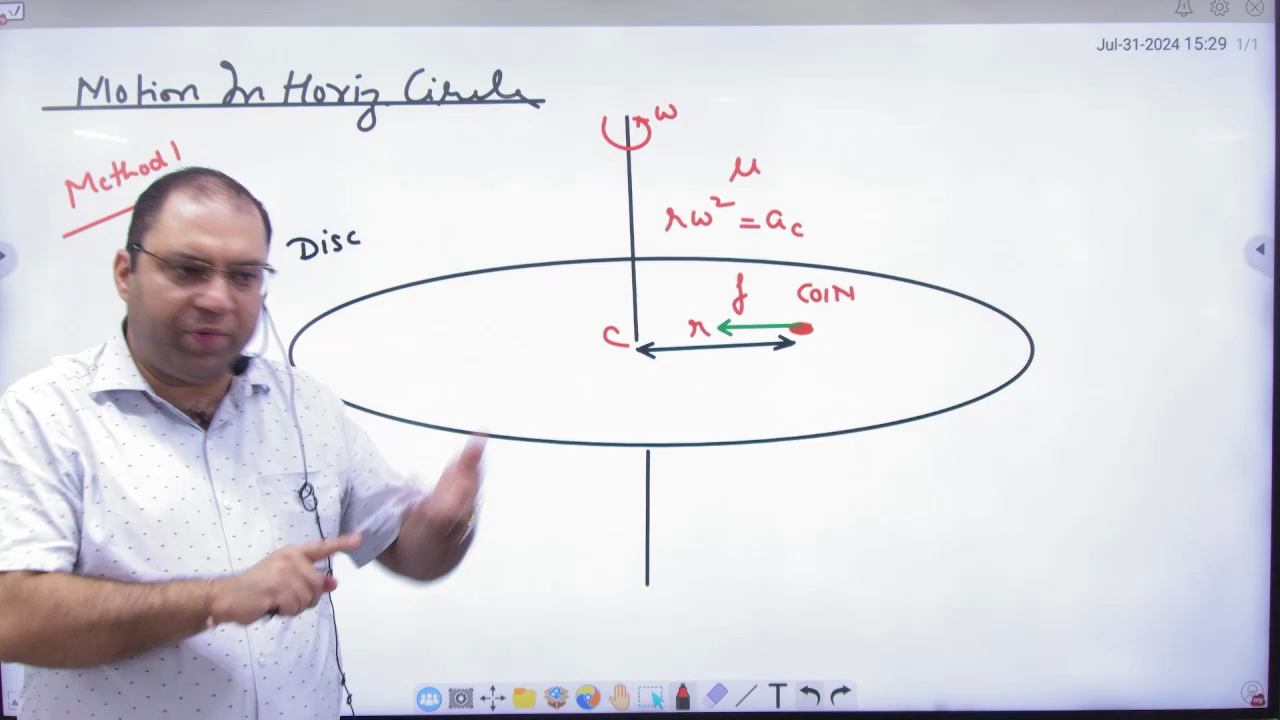 Jul-31-2024 15:29 1/1
Motion In Horiz Circle
Method 1
ω
μ
rω² = ac
Disc
f
COIN
C
r
T